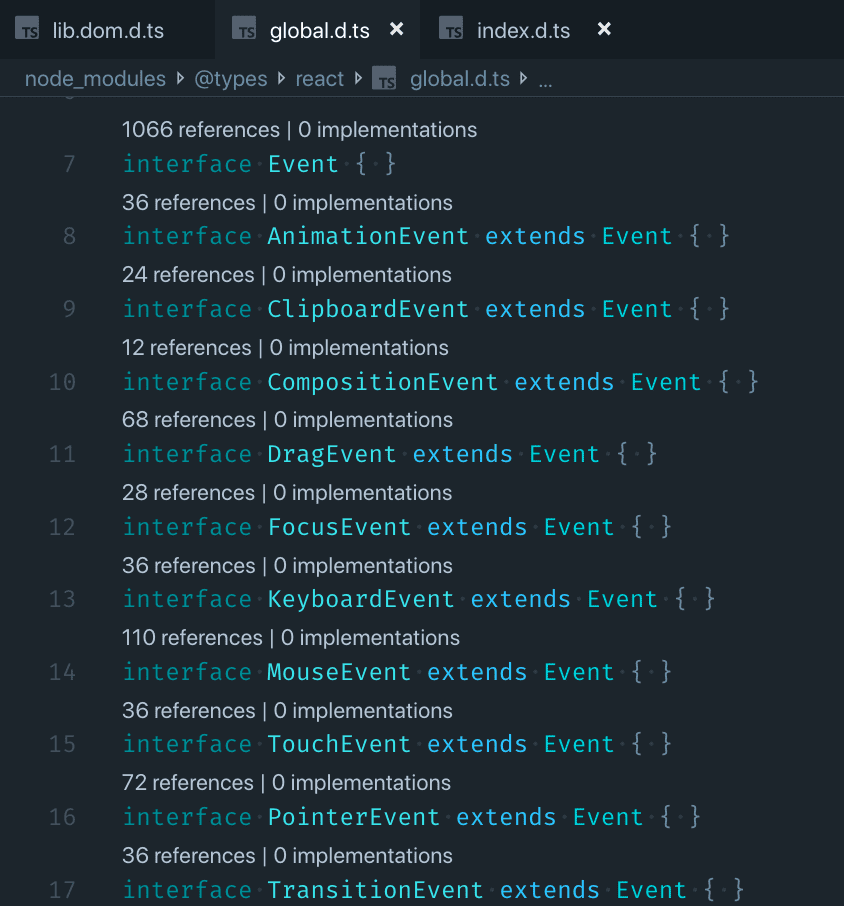 TS lib.dom.d.ts TS global.d.ts × TS index.d.ts ×
node_modules › @types › react › TS global.d.ts › ...
1066 references | 0 implementations
7 interface Event { }
36 references | 0 implementations
8 interface AnimationEvent extends Event { }
24 references | 0 implementations
9 interface ClipboardEvent extends Event { }
12 references | 0 implementations
10 interface CompositionEvent extends Event { }
68 references | 0 implementations
11 interface DragEvent extends Event { }
28 references | 0 implementations
12 interface FocusEvent extends Event { }
36 references | 0 implementations
13 interface KeyboardEvent extends Event { }
110 references | 0 implementations
14 interface MouseEvent extends Event { }
36 references | 0 implementations
15 interface TouchEvent extends Event { }
72 references | 0 implementations
16 interface PointerEvent extends Event { }
36 references | 0 implementations
17 interface TransitionEvent extends Event { }